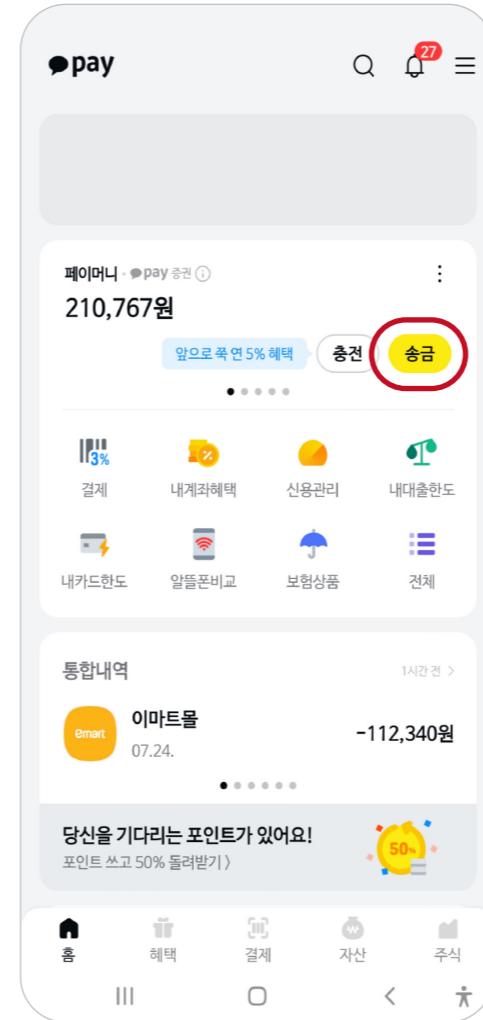 pay
27
페이머니 · pay 증권
210,767원
앞으로 쭉 연 5% 혜택 충전 송금
3%
결제 내계좌혜택 신용관리 내대출한도
내카드한도 알뜰폰비교 보험상품 전체
통합내역 1시간 전 >
emart 이마트몰 -112,340원
07.24.
당신을 기다리는 포인트가 있어요!
포인트 쓰고 50% 돌려받기 〉
50%
홈 혜택 결제 자산 주식